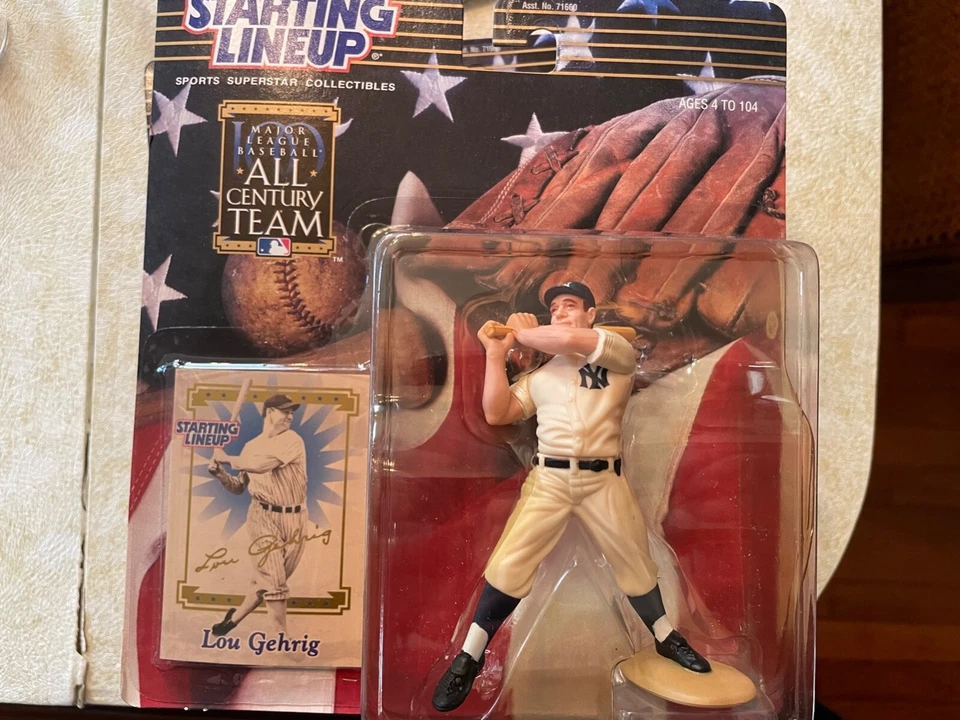 STARTING
LINEUP®
SPORTS SUPERSTAR COLLECTIBLES
Asst. No. 71660
AGES 4 TO 104
100
MAJOR
LEAGUE
BASEBALL®
ALL
CENTURY
TEAM
TM
NY
STARTING
LINEUP
Lou Gehrig
Lou Gehrig